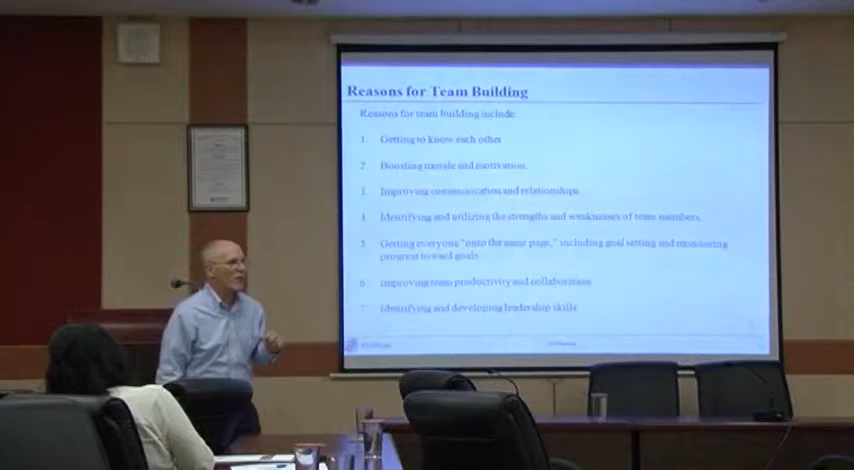 Reasons for Team Building
Reasons for team building include
1. Getting to know each other
2 Boosting morale and motivation.
3. Improving communication and relationships.
4. Identifying and utilizing the strengths and weaknesses of team members.
5 Getting everyone "onto the same page," including goal setting and monitoring
progress toward goals.
6. Improving team productivity and collaboration
Identifying and developing leadership skills